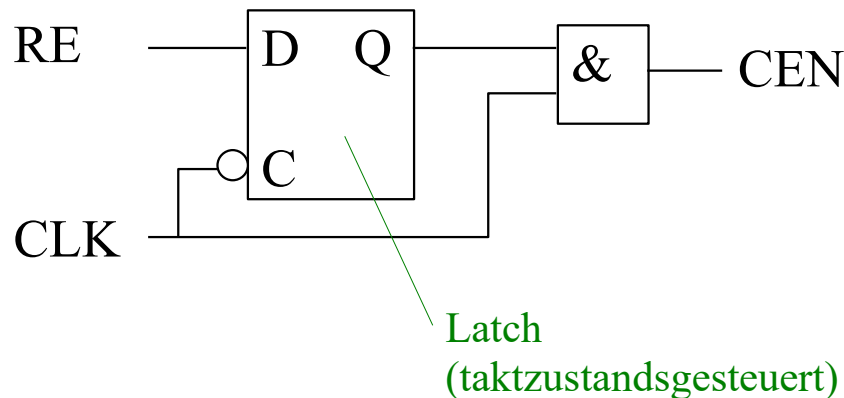 RE
D Q
& CEN
C
CLK
Latch
(taktzustandsgesteuert)